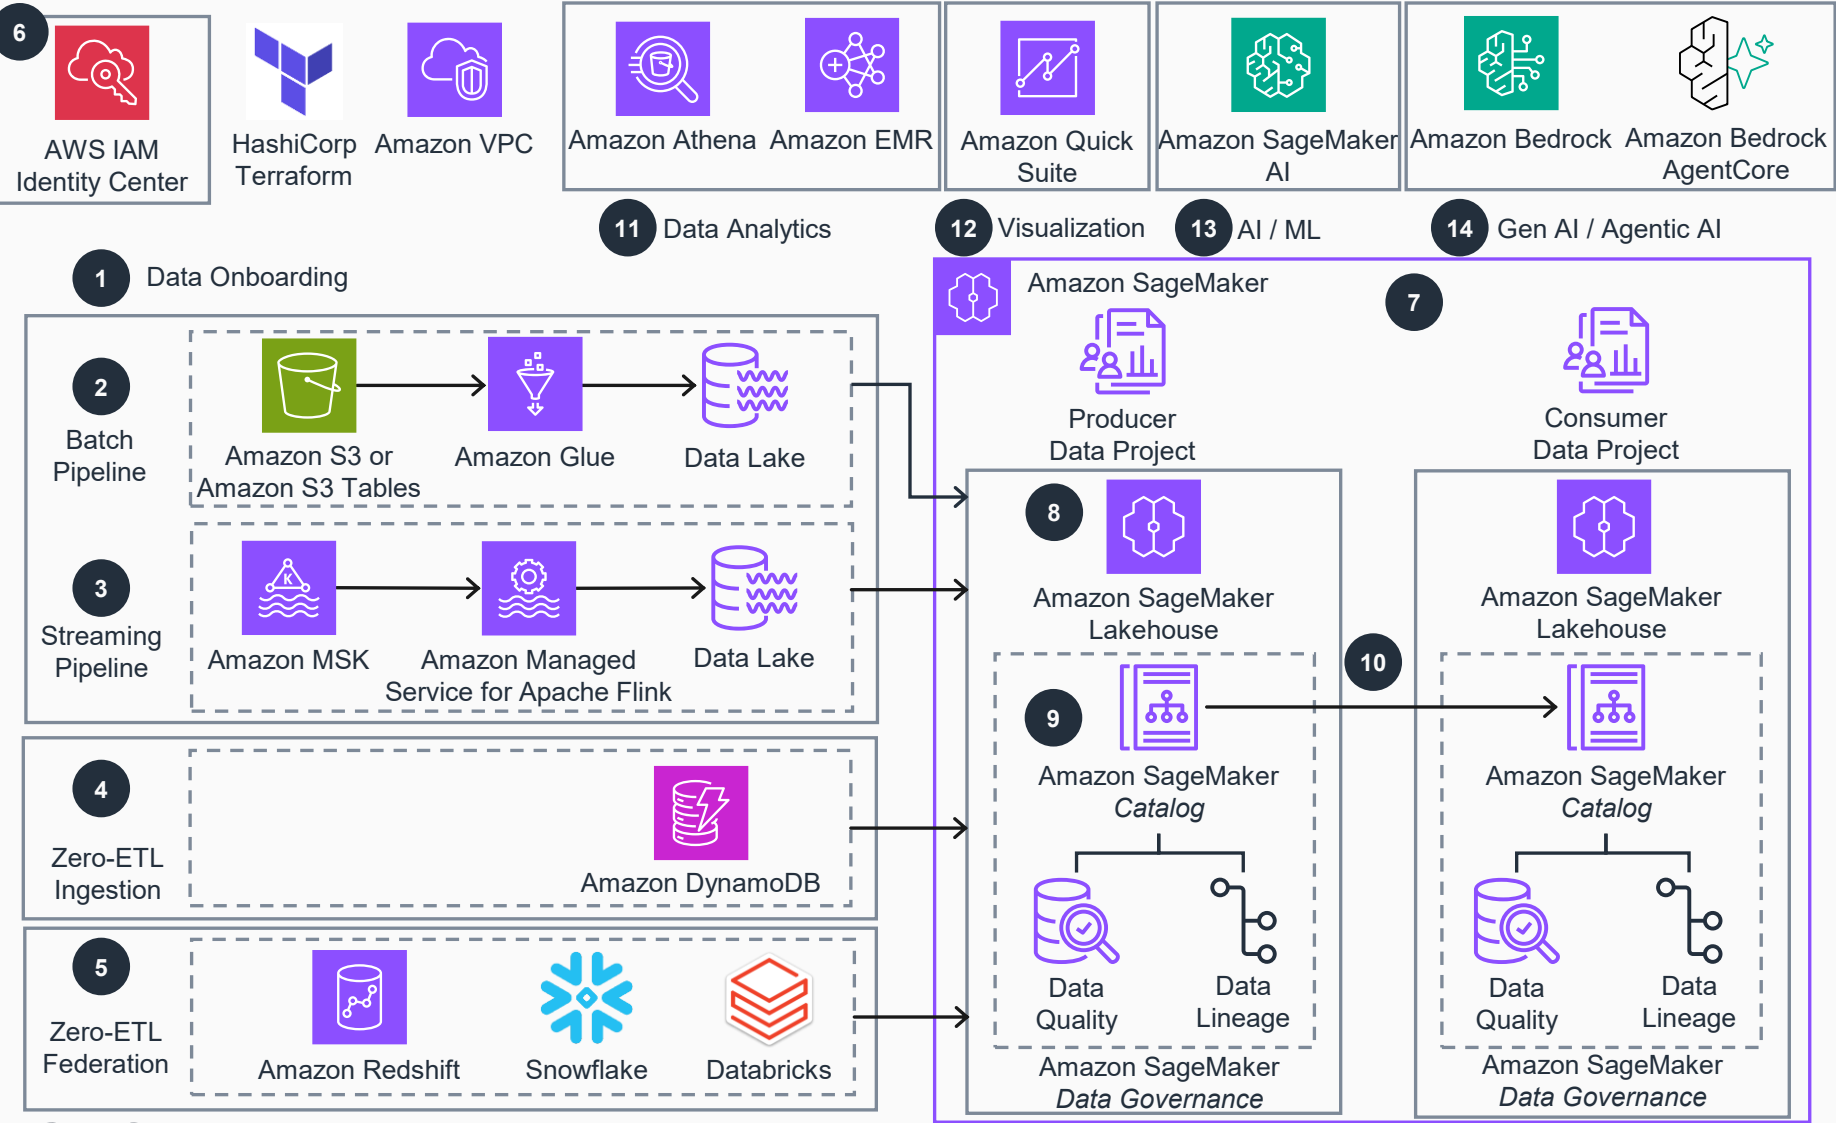 6
AWS IAM
Identity Center
HashiCorp
Terraform
Amazon VPC
Amazon Athena
Amazon EMR
Amazon Quick
Suite
Amazon SageMaker
AI
Amazon Bedrock
Amazon Bedrock
AgentCore
11
Data Analytics
12
Visualization
13
AI / ML
14
Gen AI / Agentic AI
1
Data Onboarding
2
Batch
Pipeline
Amazon S3 or
Amazon S3 Tables
Amazon Glue
Data Lake
3
Streaming
Pipeline
K
Amazon MSK
Amazon Managed
Service for Apache Flink
Data Lake
4
Zero-ETL
Ingestion
Amazon DynamoDB
5
Zero-ETL
Federation
Amazon Redshift
Snowflake
Databricks
Amazon SageMaker
7
Producer
Data Project
8
Amazon SageMaker
Lakehouse
9
Amazon SageMaker
Catalog
Data
Quality
Data
Lineage
Amazon SageMaker
Data Governance
10
Consumer
Data Project
Amazon SageMaker
Lakehouse
Amazon SageMaker
Catalog
Data
Quality
Data
Lineage
Amazon SageMaker
Data Governance